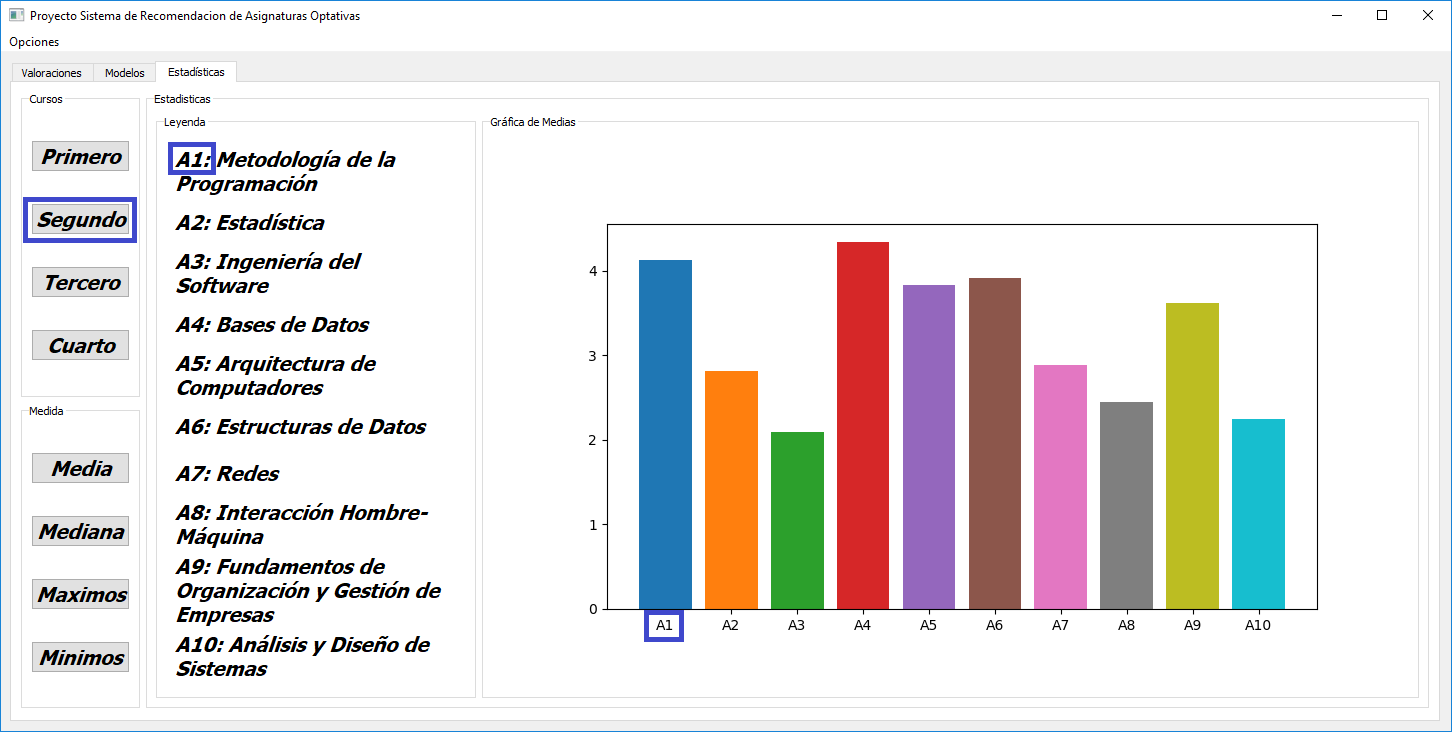 Proyecto Sistema de Recomendacion de Asignaturas Optativas
Opciones
Valoraciones
Modelos
Estadísticas
Cursos
Primero
Segundo
Tercero
Cuarto
Medida
Media
Mediana
Maximos
Minimos
Estadisticas
Leyenda
A1: Metodología de la
Programación
A2: Estadística
A3: Ingeniería del
Software
A4: Bases de Datos
A5: Arquitectura de
Computadores
A6: Estructuras de Datos
A7: Redes
A8: Interacción Hombre-
Máquina
A9: Fundamentos de
Organización y Gestión de
Empresas
A10: Análisis y Diseño de
Sistemas
Gráfica de Medias
4
3
2
1
0
A1 A2 A3 A4 A5 A6 A7 A8 A9 A10